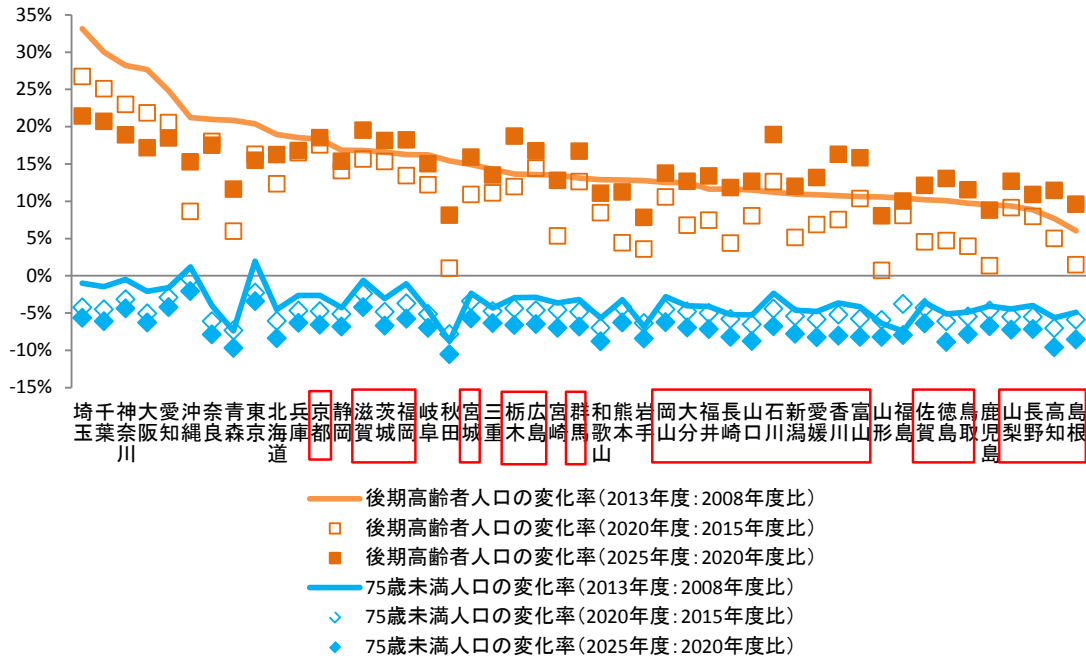 35%
30%
25%
20%
15%
10%
5%
0%
-5%
-10%
-15%
埼玉
千葉
神奈川
大阪
愛知
沖縄
奈良
青森
東京
北海道
兵庫
京都
静岡
滋賀
茨城
福岡
岐阜
秋田
宮城
三重
栃木
広島
宮崎
群馬
和歌山
熊本
岩手
岡山
大分
福井
長崎
山口
石川
新潟
愛媛
香川
富山
山形
福島
佐賀
徳島
鳥取
鹿児島
山梨
長野
高知
島根
後期高齢者人口の変化率(2013年度:2008年度比)
後期高齢者人口の変化率(2020年度:2015年度比)
後期高齢者人口の変化率(2025年度:2020年度比)
75歳未満人口の変化率(2013年度:2008年度比)
75歳未満人口の変化率(2020年度:2015年度比)
75歳未満人口の変化率(2025年度:2020年度比)